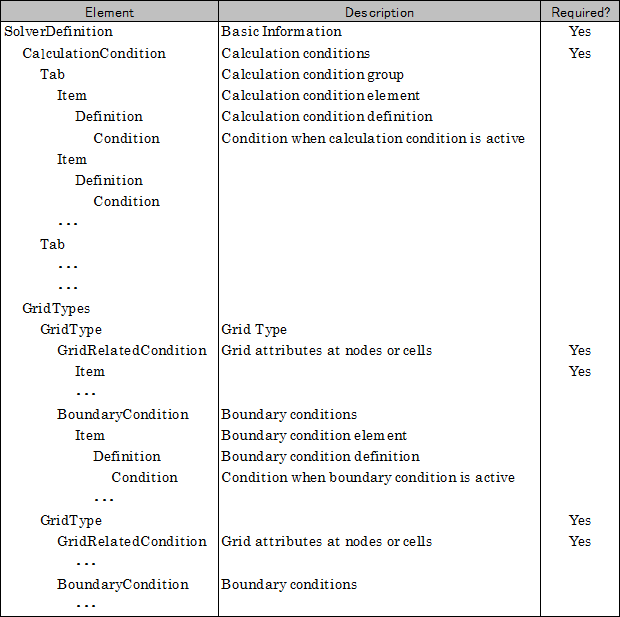 Element Description Required?
SolverDefinition Basic Information Yes
CalculationCondition Calculation conditions Yes
Tab Calculation condition group
Item Calculation condition element
Definition Calculation condition definition
Condition Condition when calculation condition is active
Item
Definition
Condition
･･･
Tab
･･･
･･･
GridTypes
GridType Grid Type
GridRelatedCondition Grid attributes at nodes or cells Yes
Item Yes
･･･
BoundaryCondition Boundary conditions
Item Boundary condition element
Definition Boundary condition definition
Condition Condition when boundary condition is active
･･･
GridType Yes
GridRelatedCondition Grid attributes at nodes or cells Yes
･･･
BoundaryCondition Boundary conditions
･･･